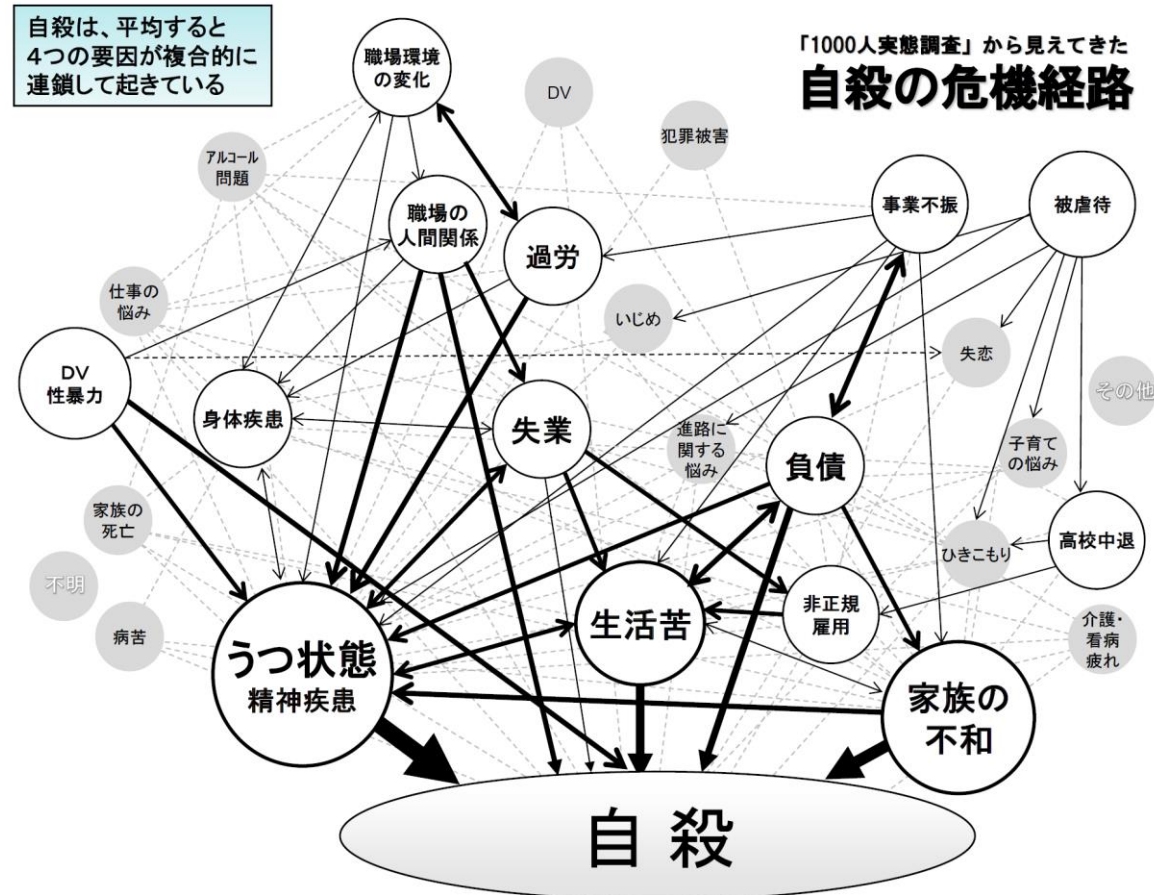 自殺は、平均すると
4つの要因が複合的に
連鎖して起きている
「1000人実態調査」から見えてきた
自殺の危機経路
職場環境
の変化
DV
犯罪被害
アルコール
問題
職場の
人間関係
過労
事業不振
被虐待
仕事の
悩み
いじめ
失恋
DV
性暴力
身体疾患
失業
進路に
関する
悩み
負債
子育て
の悩み
その他
家族の
死亡
不明
病苦
ひきこもり
高校中退
うつ状態
精神疾患
生活苦
非正規
雇用
介護・
看病
疲れ
家族の
不和
自殺